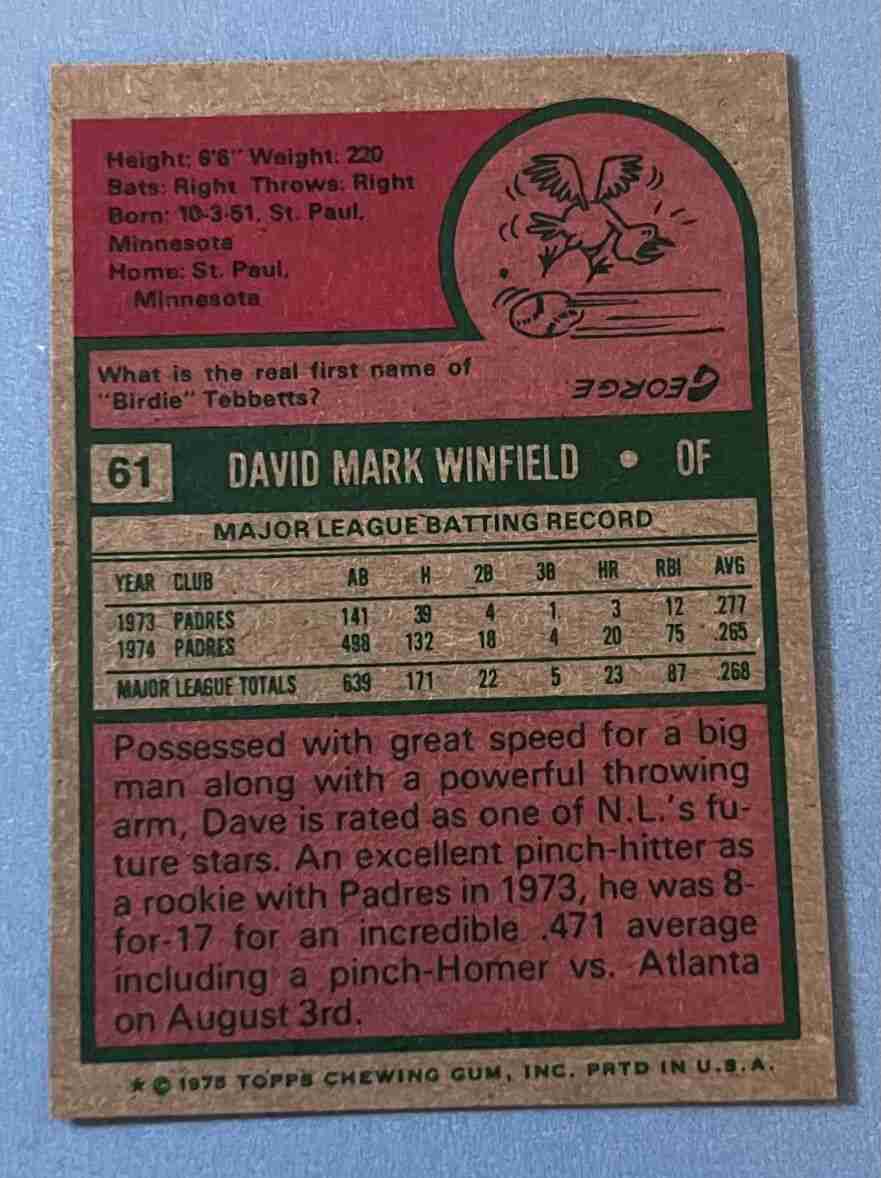 Height: 6'6" Weight: 220
Bats: Right Throws: Right
Born: 10-3-51, St. Paul,
Minnesota
Home: St. Paul,
Minnesota
What is the real first name of
"Birdie" Tebbetts?
GEORGE.
61 DAVID MARK WINFIELD • OF
MAJOR LEAGUE BATTING RECORD
YEAR CLUB AB H 2B 3B HR RBI AVG
1973 PADRES 141 39 4 1 3 12 .277
1974 PADRES 498 132 18 4 20 75 .265
MAJOR LEAGUE TOTALS 639 171 22 5 23 87 .268
Possessed with great speed for a big
man along with a powerful throwing
arm, Dave is rated as one of N.L.'s fu-
ture stars. An excellent pinch-hitter as
a rookie with Padres in 1973, he was 8-
for-17 for an incredible .471 average
including a pinch-Homer vs. Atlanta
on August 3rd.
★ © 1975 TOPPS CHEWING GUM, INC. PRTD IN U.S.A.